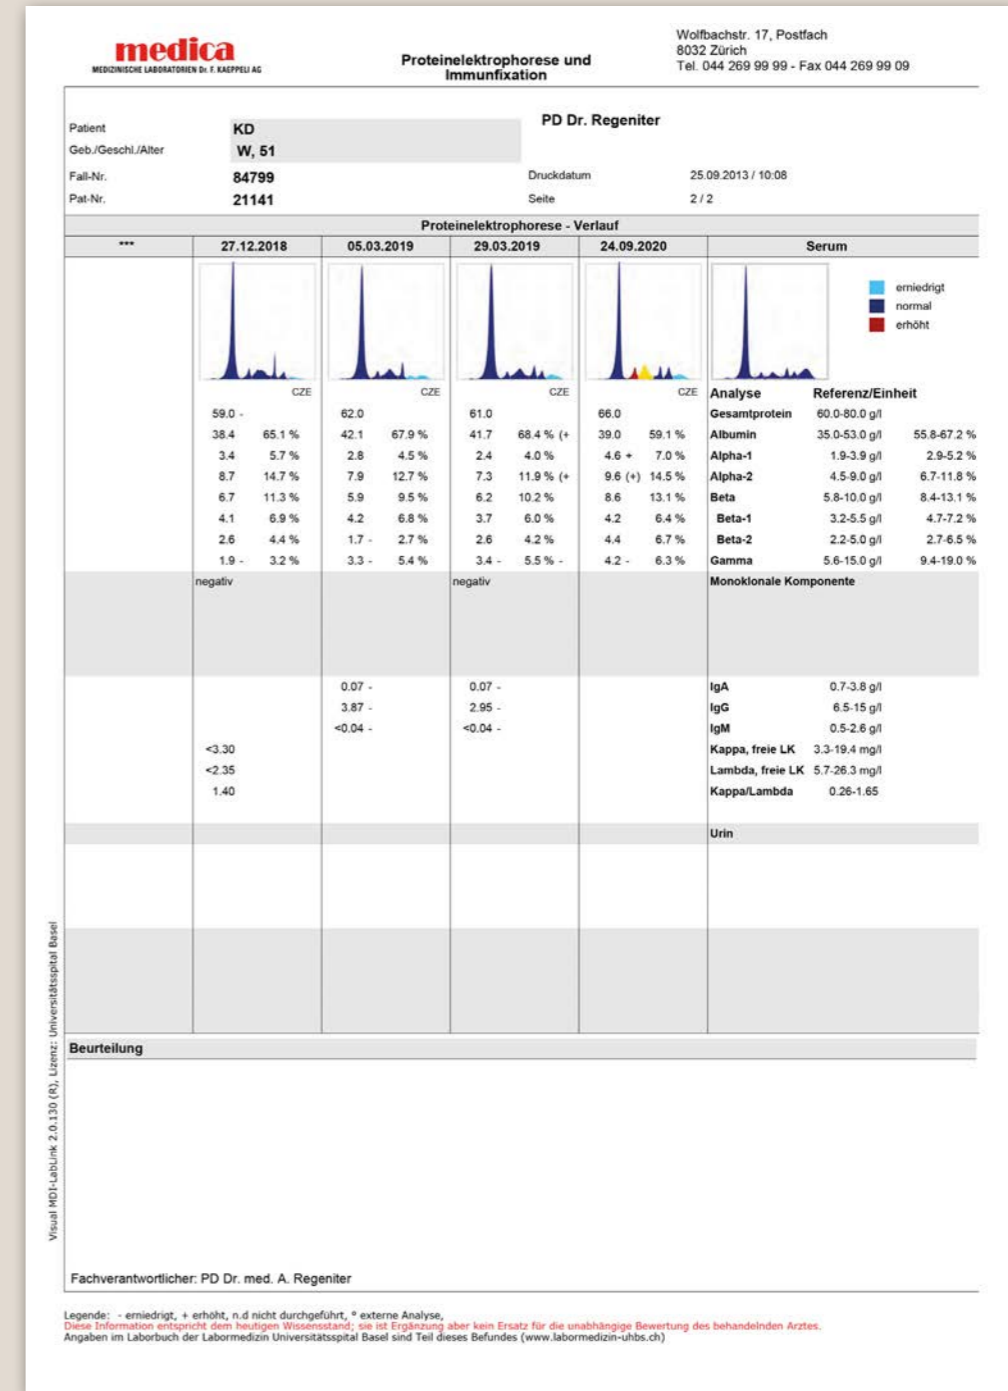 medica
MEDIZINISCHE LABORATORIEN Dr. F. KAEPPELI AG
Proteinelektrophorese und
Immunfixation
Wolfbachstr. 17, Postfach
8032 Zürich
Tel. 044 269 99 99 - Fax 044 269 99 09
Patient KD PD Dr. Regeniter
Geb./Geschl./Alter W, 51
Fall-Nr. 84799 Druckdatum 25.09.2013 / 10:08
Pat-Nr. 21141 Seite 2 / 2
Proteinelektrophorese - Verlauf
*** 27.12.2018 05.03.2019 29.03.2019 24.09.2020 Serum
erniedrigt
normal
erhöht
CZE CZE CZE CZE Analyse Referenz/Einheit
59.0 - 62.0 61.0 66.0 Gesamtprotein 60.0-80.0 g/l
38.4 65.1 % 42.1 67.9 % 41.7 68.4 % (+ 39.0 59.1 % Albumin 35.0-53.0 g/l 55.8-67.2 %
3.4 5.7 % 2.8 4.5 % 2.4 4.0 % 4.6 + 7.0 % Alpha-1 1.9-3.9 g/l 2.9-5.2 %
8.7 14.7 % 7.9 12.7 % 7.3 11.9 % (+ 9.6 (+) 14.5 % Alpha-2 4.5-9.0 g/l 6.7-11.8 %
6.7 11.3 % 5.9 9.5 % 6.2 10.2 % 8.6 13.1 % Beta 5.8-10.0 g/l 8.4-13.1 %
4.1 6.9 % 4.2 6.8 % 3.7 6.0 % 4.2 6.4 % Beta-1 3.2-5.5 g/l 4.7-7.2 %
2.6 4.4 % 1.7 - 2.7 % 2.6 4.2 % 4.4 6.7 % Beta-2 2.2-5.0 g/l 2.7-6.5 %
1.9 - 3.2 % 3.3 - 5.4 % 3.4 - 5.5 % - 4.2 - 6.3 % Gamma 5.6-15.0 g/l 9.4-19.0 %
negativ negativ Monoklonale Komponente
0.07 - 0.07 - IgA 0.7-3.8 g/l
3.87 - 2.95 - IgG 6.5-15 g/l
<0.04 - <0.04 - IgM 0.5-2.6 g/l
<3.30 Kappa, freie LK 3.3-19.4 mg/l
<2.35 Lambda, freie LK 5.7-26.3 mg/l
1.40 Kappa/Lambda 0.26-1.65
Urin
Beurteilung
Visual MDI-LabLink 2.0.130 (R), Lizenz: Universitätsspital Basel
Fachverantwortlicher: PD Dr. med. A. Regeniter
Legende: - erniedrigt, + erhöht, n.d nicht durchgeführt, ° externe Analyse,
Diese Information entspricht dem heutigen Wissensstand; sie ist Ergänzung aber kein Ersatz für die unabhängige Bewertung des behandelnden Arztes.
Angaben im Laborbuch der Labormedizin Universitätsspital Basel sind Teil dieses Befundes (www.labormedizin-uhbs.ch)